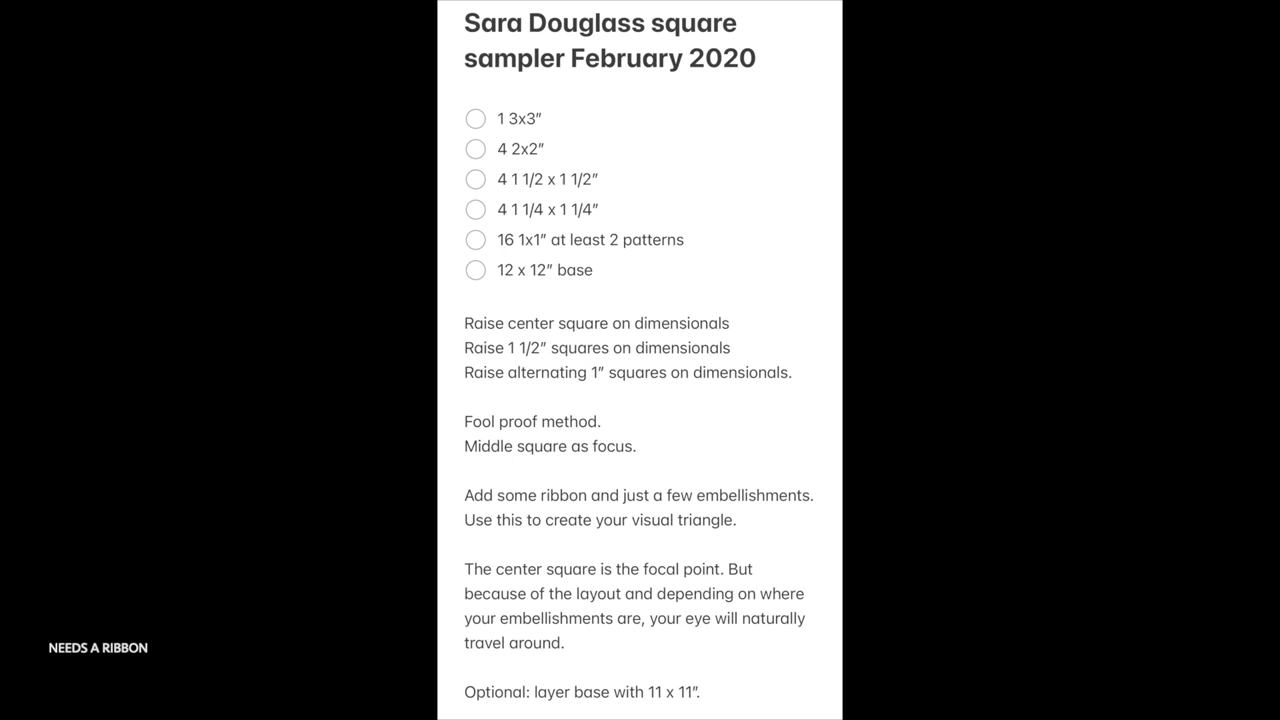 Sara Douglass square
sampler February 2020
1 3x3"
4 2x2"
4 1 1/2 x 1 1/2"
4 1 1/4 x 1 1/4"
16 1x1" at least 2 patterns
12 x 12" base
Raise center square on dimensionals
Raise 1 1/2" squares on dimensionals
Raise alternating 1" squares on dimensionals.
Fool proof method.
Middle square as focus.
Add some ribbon and just a few embellishments.
Use this to create your visual triangle.
The center square is the focal point. But
because of the layout and depending on where
your embellishments are, your eye will naturally
travel around.
Optional: layer base with 11 x 11".
NEEDS A RIBBON